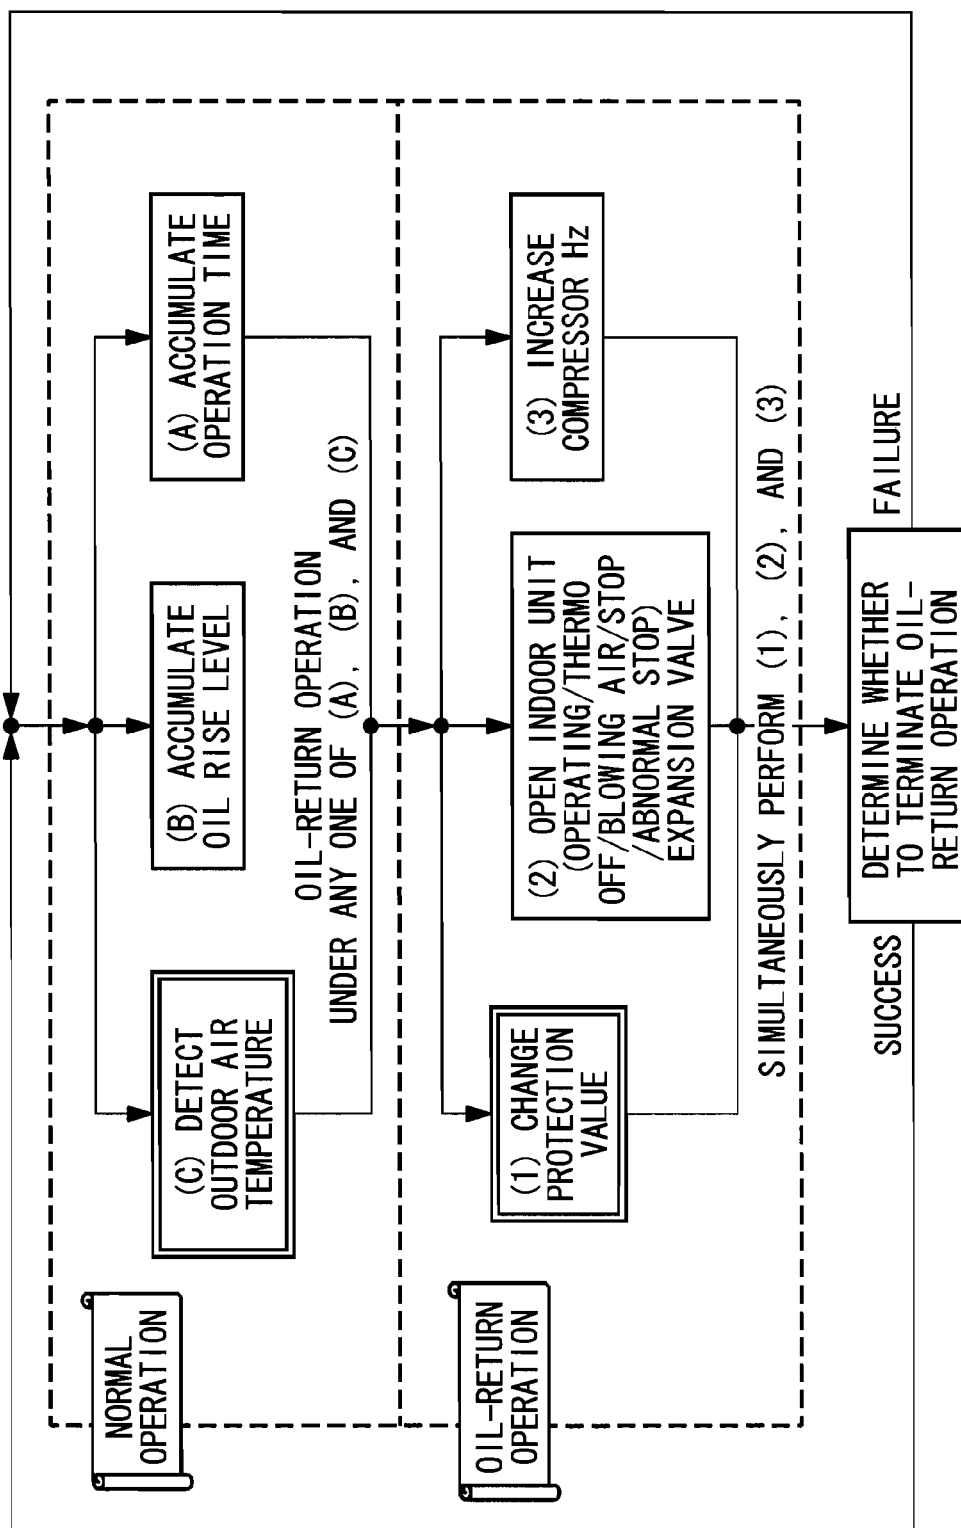 NORMAL
OPERATION
(C) DETECT
OUTDOOR AIR
TEMPERATURE
(B) ACCUMULATE
OIL RISE LEVEL
(A) ACCUMULATE
OPERATION TIME
OIL-RETURN OPERATION
UNDER ANY ONE OF (A), (B), AND (C)
OIL-RETURN
OPERATION
(1) CHANGE
PROTECTION
VALUE
(2) OPEN INDOOR UNIT
(OPERATING/THERMO
OFF/BLOWING AIR/STOP
/ABNORMAL STOP)
EXPANSION VALVE
(3) INCREASE
COMPRESSOR Hz
SIMULTANEOUSLY PERFORM (1), (2), AND (3)
DETERMINE WHETHER
TO TERMINATE OIL-
RETURN OPERATION
SUCCESS
FAILURE